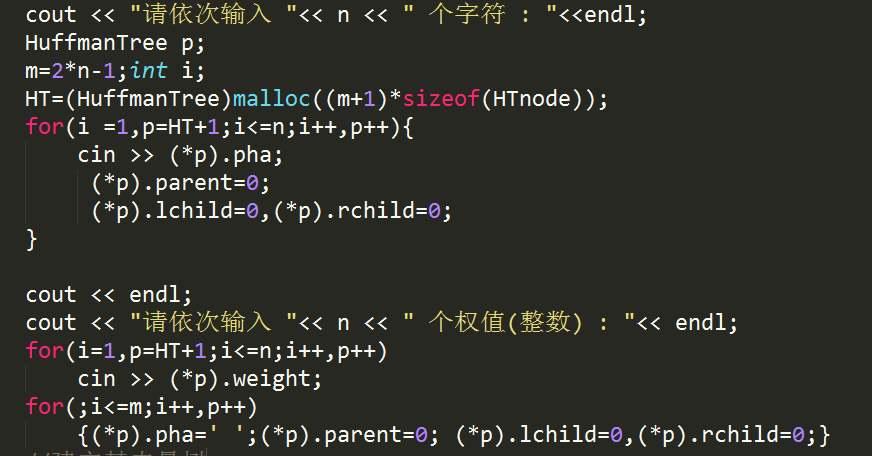 cout << "请依次输入 "<< n << " 个字符 : "<<endl;
HuffmanTree p;
m=2*n-1;int i;
HT=(HuffmanTree)malloc((m+1)*sizeof(HTnode));
for(i =1,p=HT+1;i<=n;i++,p++){
    cin >> (*p).pha;
     (*p).parent=0;
     (*p).lchild=0,(*p).rchild=0;
}
cout << endl;
cout << "请依次输入 "<< n << " 个权值(整数) : "<< endl;
for(i=1,p=HT+1;i<=n;i++,p++)
    cin >> (*p).weight;
for(;i<=m;i++,p++)
    {(*p).pha=' ';(*p).parent=0; (*p).lchild=0,(*p).rchild=0;}